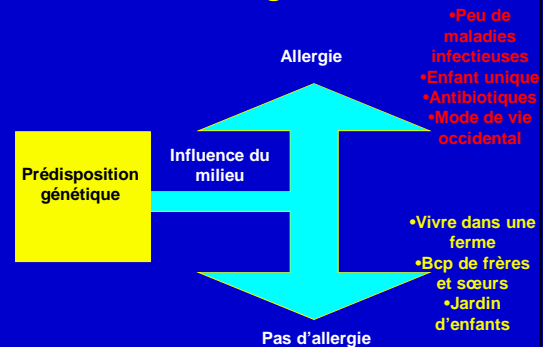 Allergie
•Peu de
maladies
infectieuses
•Enfant unique
•Antibiotiques
•Mode de vie
occidental
Prédisposition
génétique
Influence du
milieu
•Vivre dans une
ferme
•Bcp de frères
et sœurs
•Jardin
d'enfants
Pas d'allergie